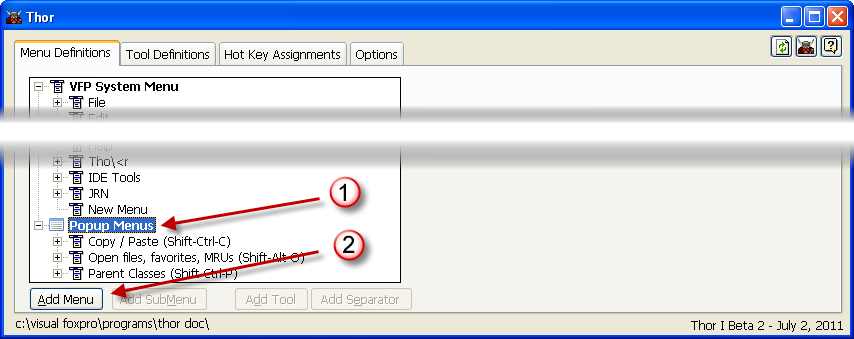 Thor
Menu Definitions Tool Definitions Hot Key Assignments Options
VFP System Menu
File
Edit
Help
Tho\<r
IDE Tools
JRN
New Menu
1
Popup Menus
Copy / Paste (Shift-Ctrl-C)
2
Open files, favorites, MRUs (Shift-Alt-O)
Parent Classes (Shift-Ctrl-P)
Add Menu Add SubMenu Add Tool Add Separator
c:\visual foxpro\programs\thor doc\ Thor I Beta 2 - July 2, 2011